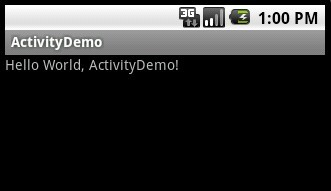 3G 1:00 PM
ActivityDemo
Hello World, ActivityDemo!